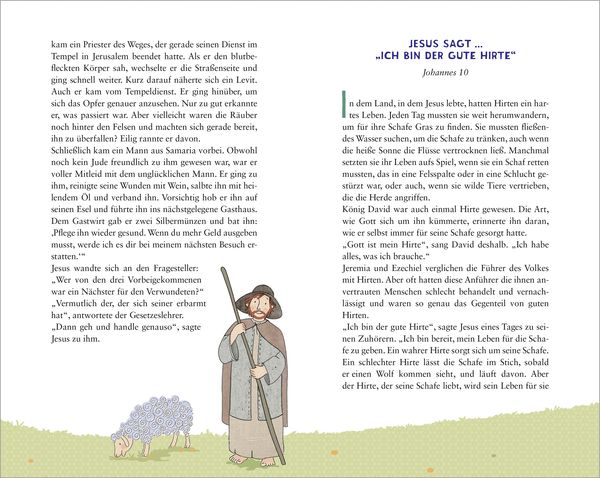 kam ein Priester des Weges, der gerade seinen Dienst im
Tempel in Jerusalem beendet hatte. Als er den blutbe-
fleckten Körper sah, wechselte er die Straßenseite und
ging schnell weiter. Kurz darauf näherte sich ein Levit.
Auch er kam vom Tempeldienst. Er ging hinüber, um
sich das Opfer genauer anzusehen. Nur zu gut erkannte
er, was passiert war. Aber vielleicht waren die Räuber
noch hinter den Felsen und machten sich gerade bereit,
ihn zu überfallen? Eilig rannte er davon.
Schließlich kam ein Mann aus Samaria vorbei. Obwohl
noch kein Jude freundlich zu ihm gewesen war, war er
voller Mitleid mit dem unglücklichen Mann. Er ging zu
ihm, reinigte seine Wunden mit Wein, salbte ihn mit hei-
lendem Öl und verband ihn. Vorsichtig hob er ihn auf
seinen Esel und führte ihn ins nächstgelegene Gasthaus.
Dem Gastwirt gab er zwei Silbermünzen und bat ihn:
‚Pflege ihn wieder gesund. Wenn du mehr Geld ausgeben
musst, werde ich es dir bei meinem nächsten Besuch er-
statten.‘“
Jesus wandte sich an den Fragesteller:
„Wer von den drei Vorbeigekommenen
war ein Nächster für den Verwundeten?“
„Vermutlich der, der sich seiner erbarmt
hat“, antwortete der Gesetzeslehrer.
„Dann geh und handle genauso“, sagte
Jesus zu ihm.
JESUS SAGT ...
„ICH BIN DER GUTE HIRTE“
Johannes 10
In dem Land, in dem Jesus lebte, hatten Hirten ein har-
tes Leben. Jeden Tag mussten sie weit herumwandern,
um für ihre Schafe Gras zu finden. Sie mussten fließen-
des Wasser suchen, um die Schafe zu tränken, auch wenn
die heiße Sonne die Flüsse vertrocknen ließ. Manchmal
setzten sie ihr Leben aufs Spiel, wenn sie ein Schaf retten
mussten, das in eine Felsspalte oder in eine Schlucht ge-
stürzt war, oder auch, wenn sie wilde Tiere vertrieben,
die die Herde angriffen.
König David war auch einmal Hirte gewesen. Die Art,
wie Gott sich um ihn kümmerte, erinnerte ihn daran,
wie er selbst immer für seine Schafe gesorgt hatte.
„Gott ist mein Hirte“, sang David deshalb. „Ich habe
alles, was ich brauche.“
Jeremia und Ezechiel verglichen die Führer des Volkes
mit Hirten. Aber oft hatten diese Anführer die ihnen an-
vertrauten Menschen schlecht behandelt und vernach-
lässigt und waren so genau das Gegenteil von guten
Hirten.
„Ich bin der gute Hirte“, sagte Jesus eines Tages zu sei-
nen Zuhörern. „Ich bin bereit, mein Leben für die Scha-
fe zu geben. Ein wahrer Hirte sorgt sich um seine Schafe.
Ein schlechter Hirte lässt die Schafe im Stich, sobald
er einen Wolf kommen sieht, und läuft davon. Aber
der Hirte, der seine Schafe liebt, wird sein Leben für sie